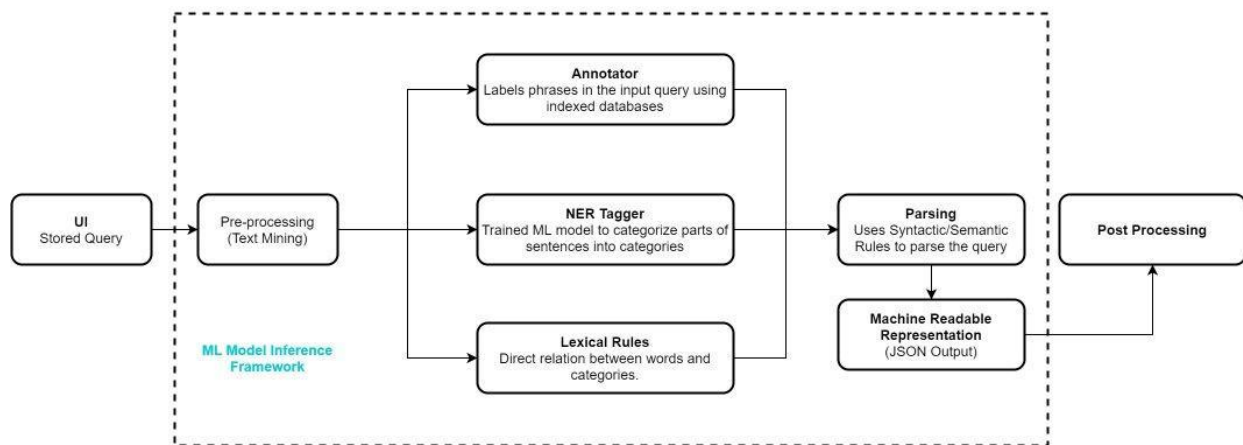 UI
Stored Query
Pre-processing
(Text Mining)
Annotator
Labels phrases in the input query using
indexed databases
NER Tagger
Trained ML model to categorize parts of
sentences into categories
Lexical Rules
Direct relation between words and
categories.
Parsing
Uses Syntactic/Semantic
Rules to parse the query
Machine Readable
Representation
(JSON Output)
Post Processing
ML Model Inference
Framework